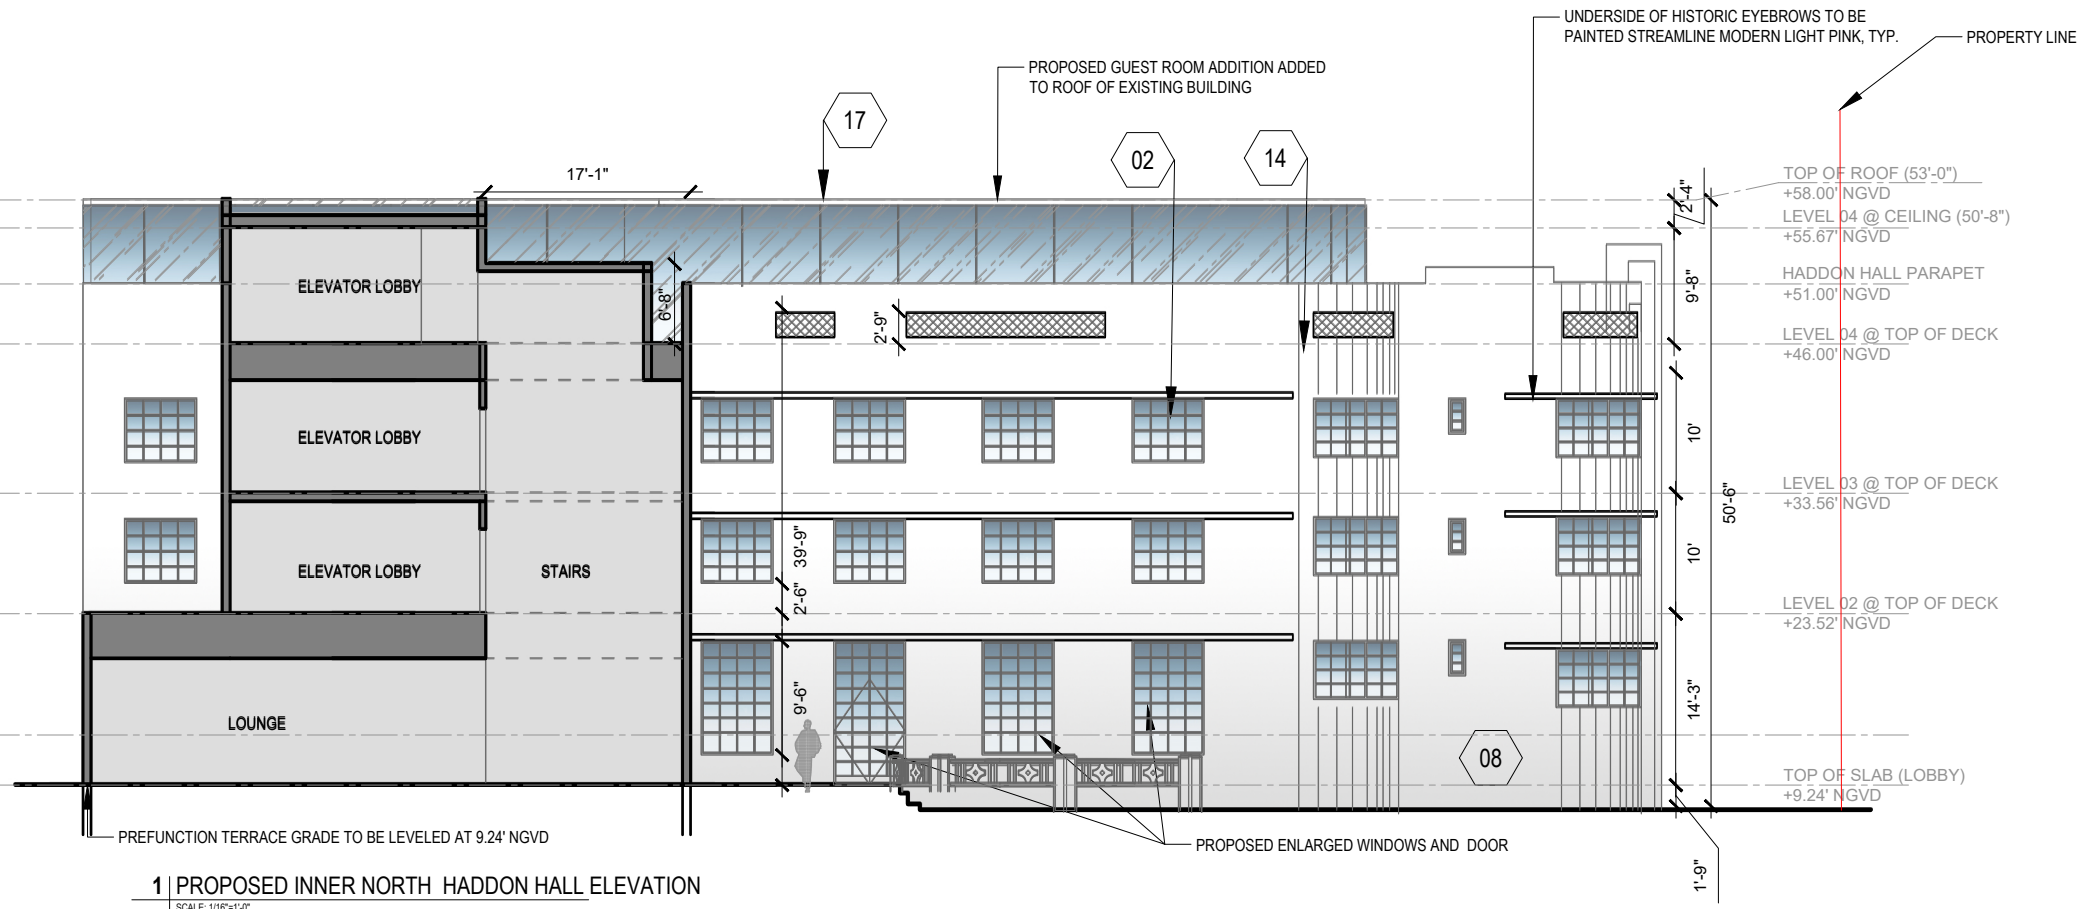 UNDERSIDE OF HISTORIC EYEBROWS TO BE
PAINTED STREAMLINE MODERN LIGHT PINK, TYP.
PROPERTY LINE
PROPOSED GUEST ROOM ADDITION ADDED
TO ROOF OF EXISTING BUILDING
17
02
14
17'-1"
TOP OF ROOF (53'-0")
+58.00' NGVD
2'-4"
LEVEL 04 @ CEILING (50'-8")
+55.67' NGVD
HADDON HALL PARAPET
+51.00' NGVD
9'-8"
LEVEL 04 @ TOP OF DECK
+46.00' NGVD
ELEVATOR LOBBY
6'-8"
2'-9"
ELEVATOR LOBBY
10'
LEVEL 03 @ TOP OF DECK
+33.56' NGVD
50'-6"
ELEVATOR LOBBY
STAIRS
39'-9"
2'-6"
10'
LEVEL 02 @ TOP OF DECK
+23.52' NGVD
LOUNGE
9'-6"
14'-3"
08
TOP OF SLAB (LOBBY)
+9.24' NGVD
PREFUNCTION TERRACE GRADE TO BE LEVELED AT 9.24' NGVD
PROPOSED ENLARGED WINDOWS AND DOOR
1'-9"
1 PROPOSED INNER NORTH HADDON HALL ELEVATION
SCALE: 1/16"=1'-0"